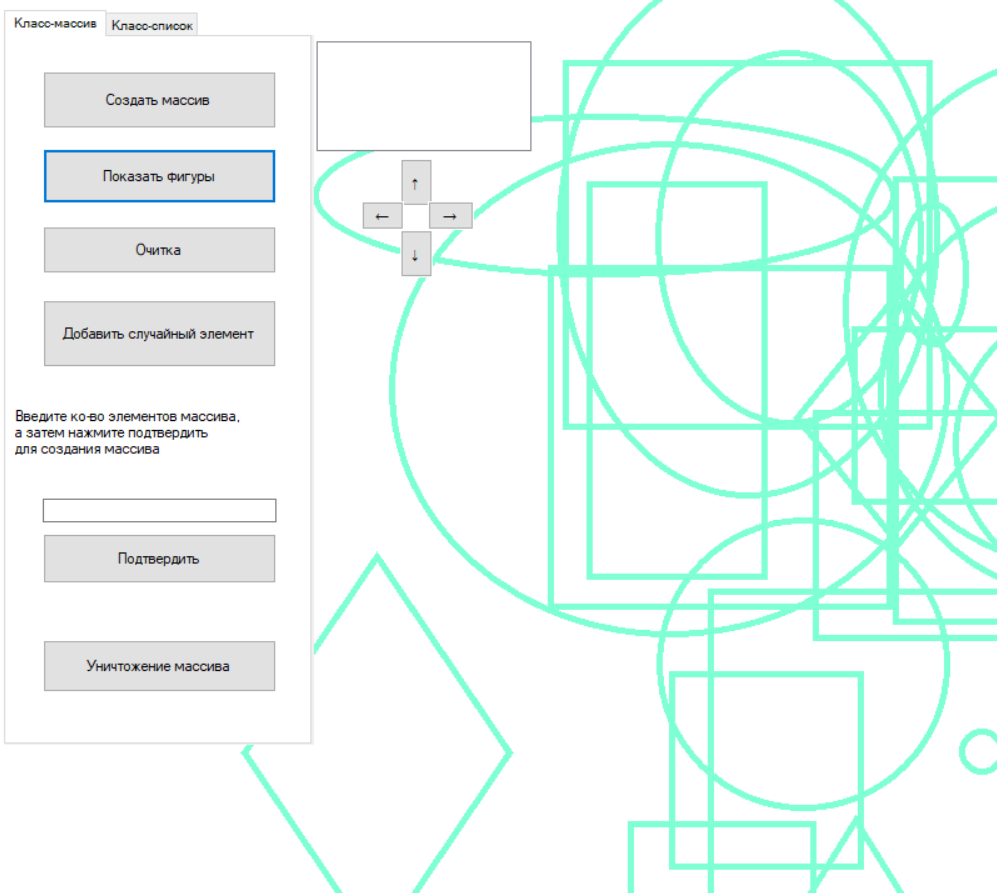 Класс-массив Класс-список
Создать массив
Показать фигуры
↑
← →
Очитка
↓
Добавить случайный элемент
Введите ко-во элементов массива,
а затем нажмите подтвердить
для создания массива
Подтвердить
Уничтожение массива